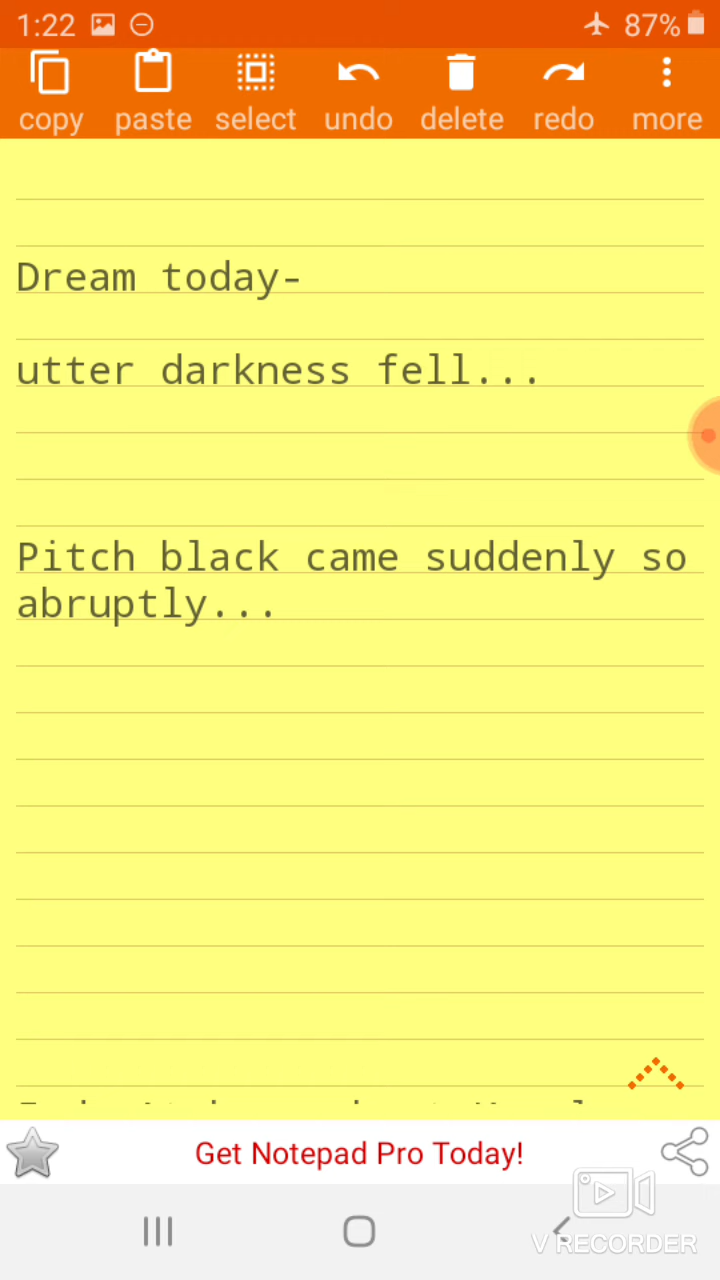 1:22 87%
copy paste select undo delete redo more
Dream today-
utter darkness fell...
Pitch black came suddenly so
abruptly...
Get Notepad Pro Today!
V RECORDER